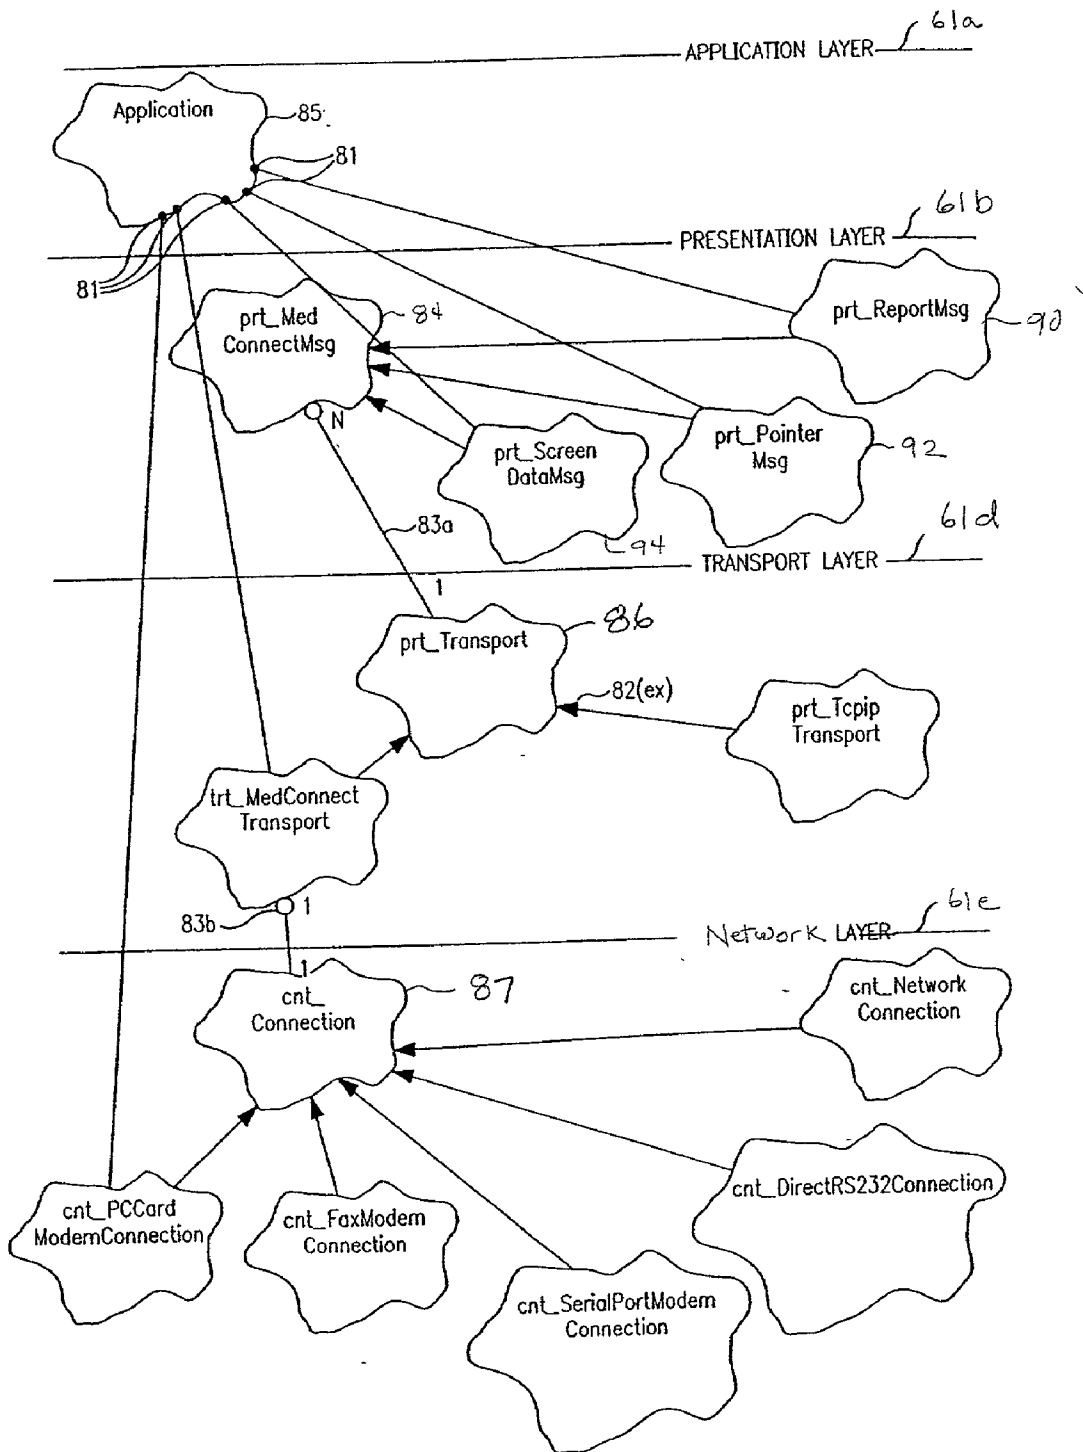 61a
APPLICATION LAYER
Application
85
81
61b
PRESENTATION LAYER
81
prt_Med
ConnectMsg
84
prt_ReportMsg
90
N
prt_Screen
DataMsg
94
prt_Pointer
Msg
92
83a
61d
TRANSPORT LAYER
1
prt_Transport
86
82(ex)
prt_Tcpip
Transport
trt_MedConnect
Transport
83b
1
61e
Network LAYER
1
cnt_
Connection
87
cnt_Network
Connection
cnt_DirectRS232Connection
cnt_PCCard
ModemConnection
cnt_FaxModem
Connection
cnt_SerialPortModem
Connection